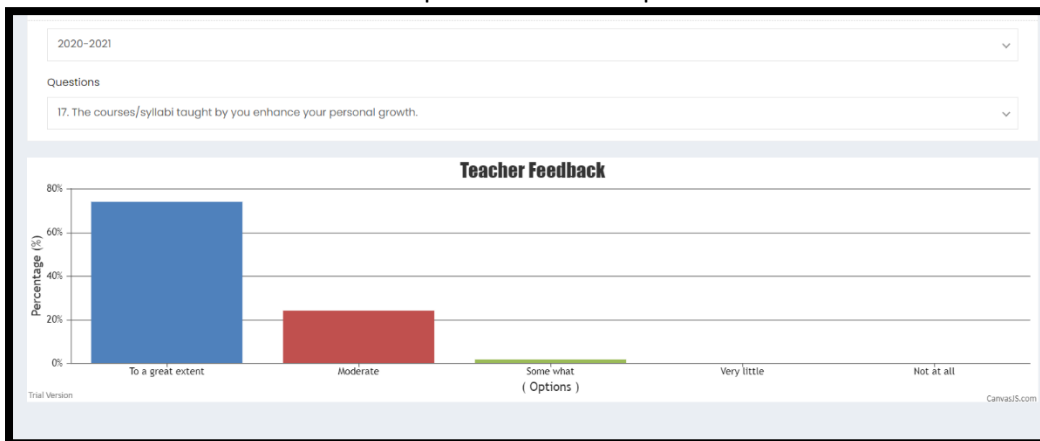 2020-2021
Questions
17. The courses/syllabi taught by you enhance your personal growth.
Teacher Feedback
80%
60%
40%
20%
0%
Percentage (%)
To a great extent Moderate Some what Very little Not at all
( Options )
Trial Version CanvasJS.com